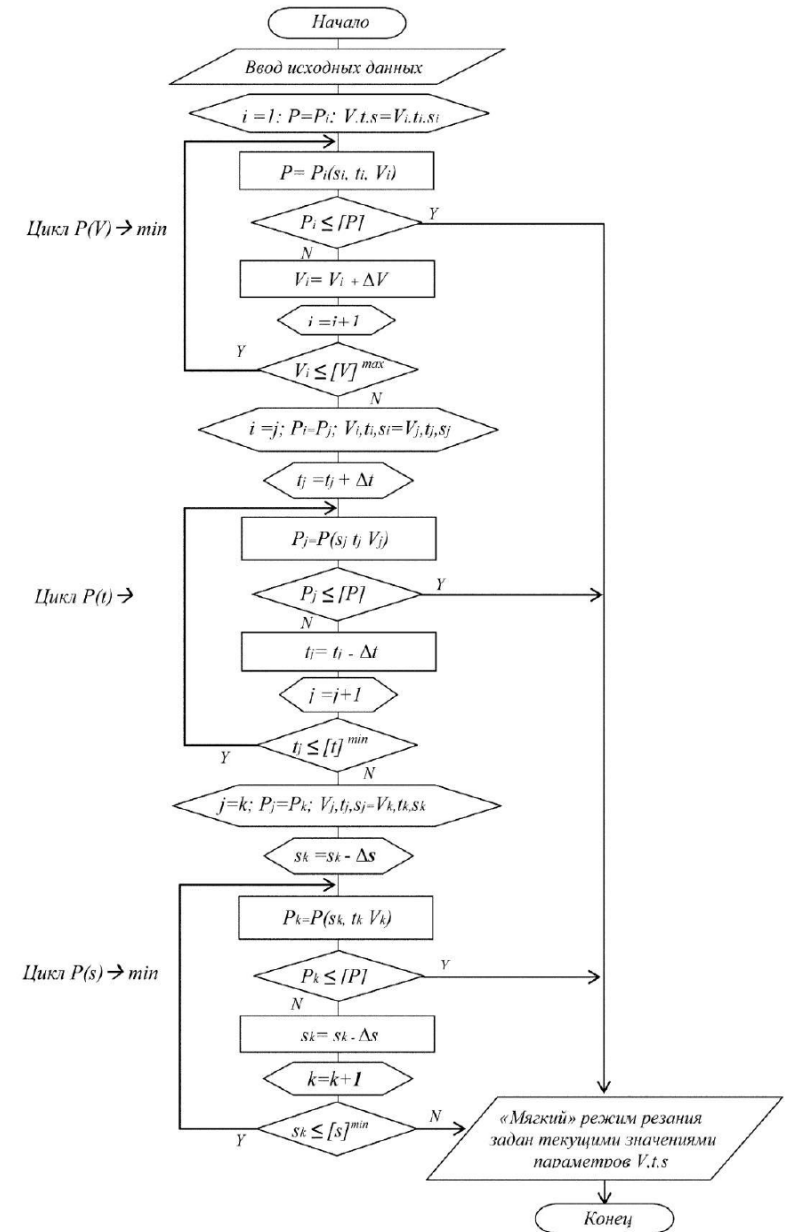 Начало
Ввод исходных данных
i =1: P=Pi: V.t.s=Vi.ti.si
P= Pi(si, ti, Vi)
Цикл P(V) → min
Pi ≤ [P]
Y
N
Vi= Vi + ΔV
i =i+1
Y
Vi ≤ [V] max
N
i =j; Pi=Pj; Vi,ti,si=Vj,tj,sj
tj =tj + Δt
Pj=P(sj tj Vj)
Цикл P(t) →
Pj ≤ [P]
Y
N
tj= tj - Δt
j =j+1
tj ≤ [t] min
Y
N
j=k; Pj=Pk; Vj,tj,sj=Vk,tk,sk
sk =sk - Δs
Pk=P(sk, tk Vk)
Цикл P(s) → min
Pk ≤ [P]
Y
N
sk= sk - Δs
k=k+1
sk ≤ [s] min
Y
N
«Мягкий» режим резания
задан текущими значениями
параметров V.t.s
Конец